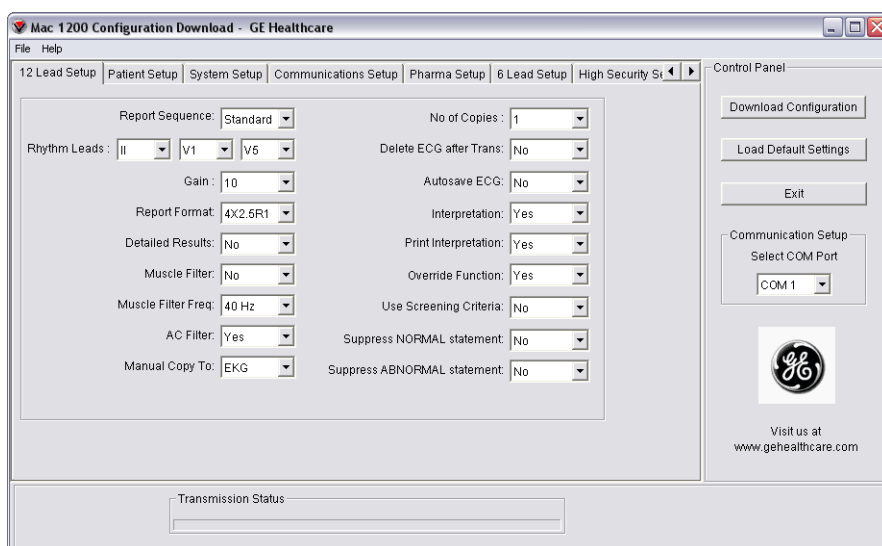 Mac 1200 Configuration Download - GE Healthcare
File Help
12 Lead Setup Patient Setup System Setup Communications Setup Pharma Setup 6 Lead Setup High Security Se
Control Panel
Report Sequence: Standard
No of Copies : 1
Download Configuration
Rhythm Leads : II V1 V5
Delete ECG after Trans: No
Load Default Settings
Gain : 10
Autosave ECG: No
Exit
Report Format: 4X2.5R1
Interpretation: Yes
Detailed Results: No
Print Interpretation: Yes
Communication Setup
Select COM Port
Muscle Filter: No
Override Function: Yes
COM 1
Muscle Filter Freq: 40 Hz
Use Screening Criteria: No
AC Filter: Yes
Suppress NORMAL statement: No
Manual Copy To: EKG
Suppress ABNORMAL statement: No
GE
Visit us at
www.gehealthcare.com
Transmission Status